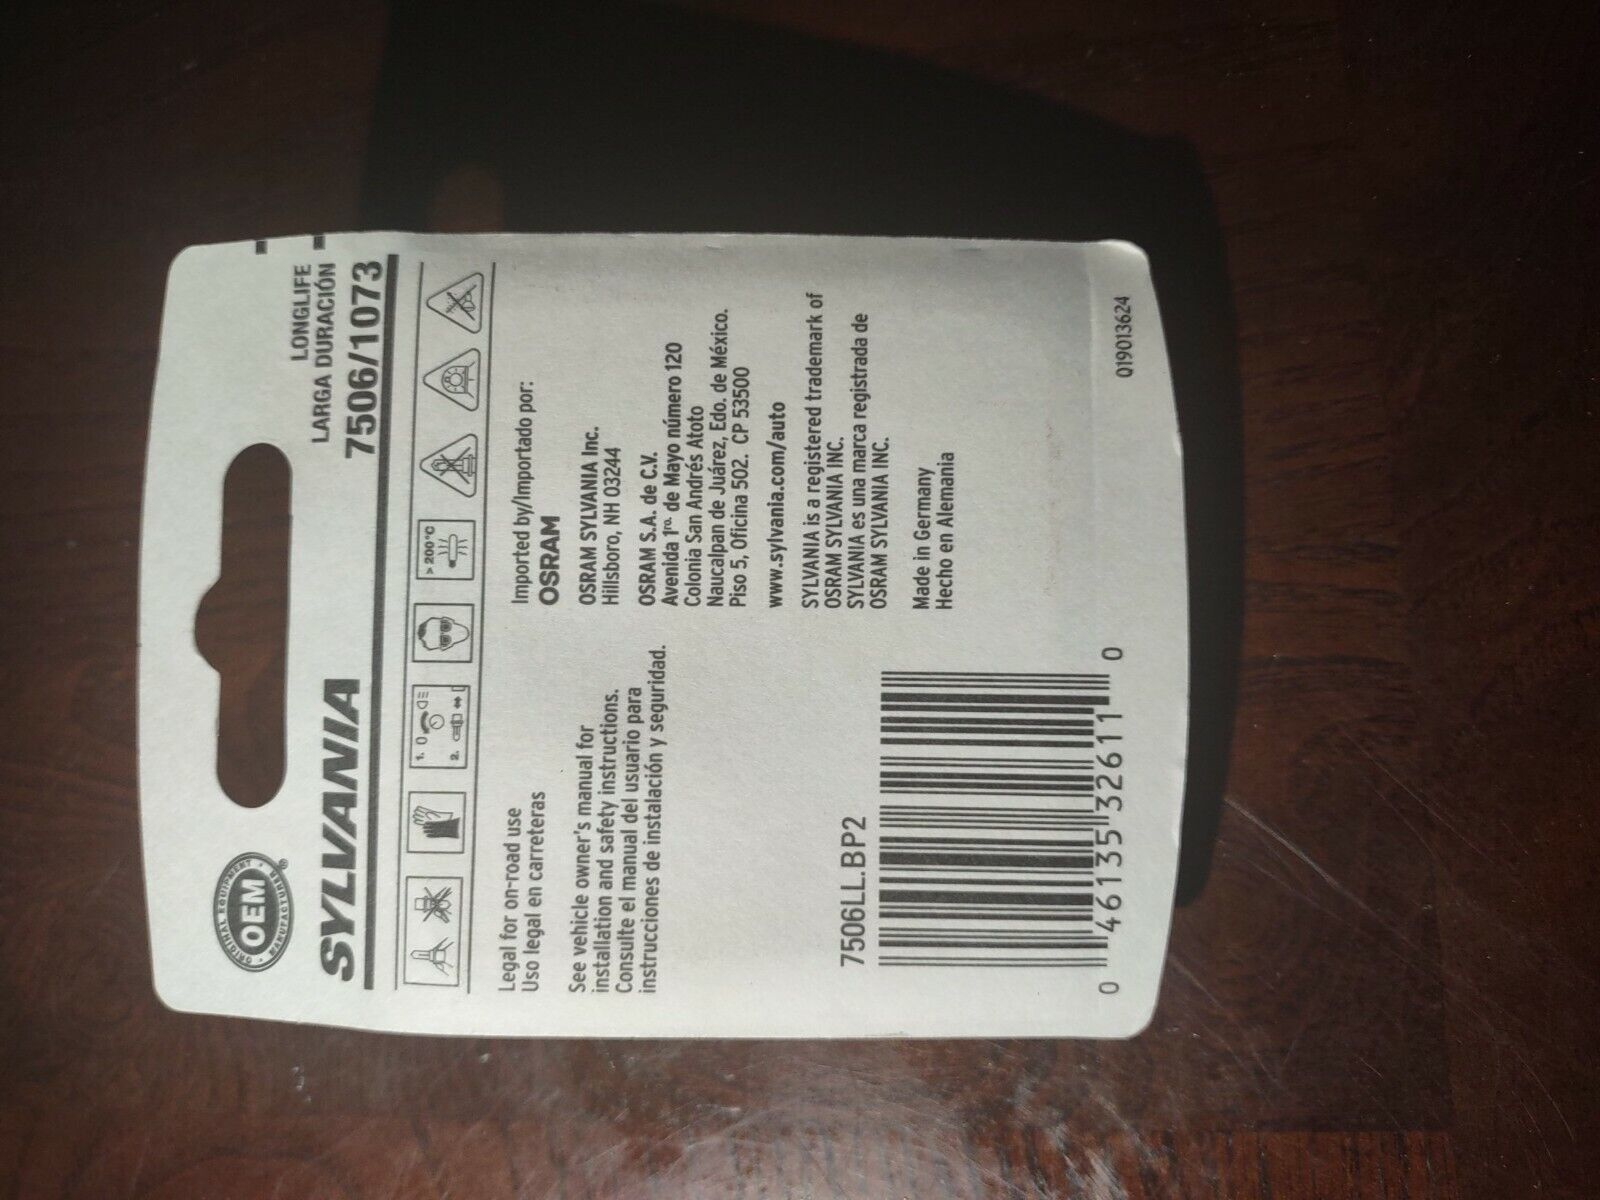 ORIGINAL EQUIPMENT
OEM
MANUFACTURER ®
LONGLIFE
LARGA DURACIÓN
SYLVANIA 7506/1073
1. 0
2.
>200°C
Legal for on-road use
Uso legal en carreteras
See vehicle owner's manual for
installation and safety instructions.
Consulte el manual del usuario para
instrucciones de instalación y seguridad.
Imported by/Importado por:
OSRAM
OSRAM SYLVANIA Inc.
Hillsboro, NH 03244
OSRAM S.A. de C.V.
Avenida 1ro. de Mayo número 120
Colonia San Andrés Atoto
Naucalpan de Juárez, Edo. de México.
Piso 5, Oficina 502. CP 53500
www.sylvania.com/auto
SYLVANIA is a registered trademark of
OSRAM SYLVANIA INC.
SYLVANIA es una marca registrada de
OSRAM SYLVANIA INC.
Made in Germany
Hecho en Alemania
7506LL.BP2
0 46135 32611 0
Q19013624